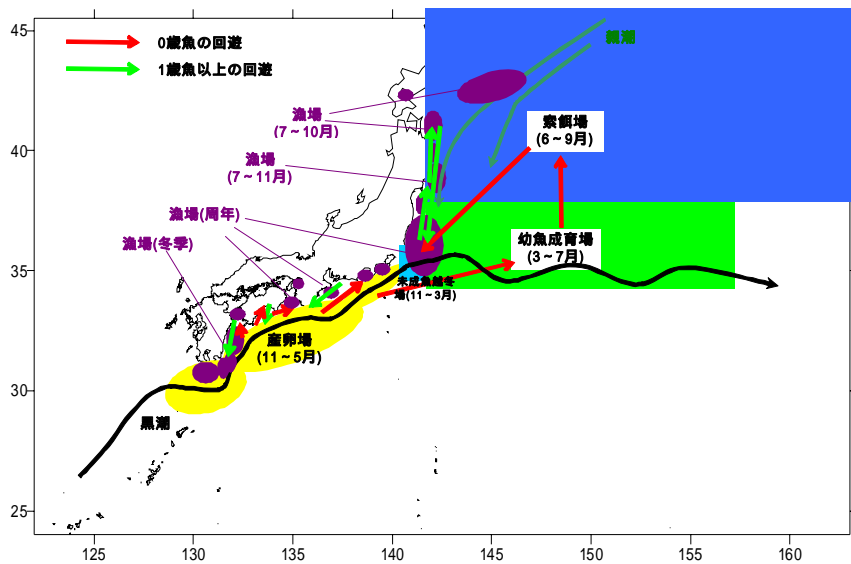 45
0歳魚の回遊
1歳魚以上の回遊
親潮
漁場
(7～10月)
索餌場
(6～9月)
40
漁場
(7～11月)
漁場(周年)
漁場(冬季)
幼魚成育場
(3～7月)
35
未成魚越冬
場(11～3月)
産卵場
(11～5月)
30
黒潮
25
125
130
135
140
145
150
155
160